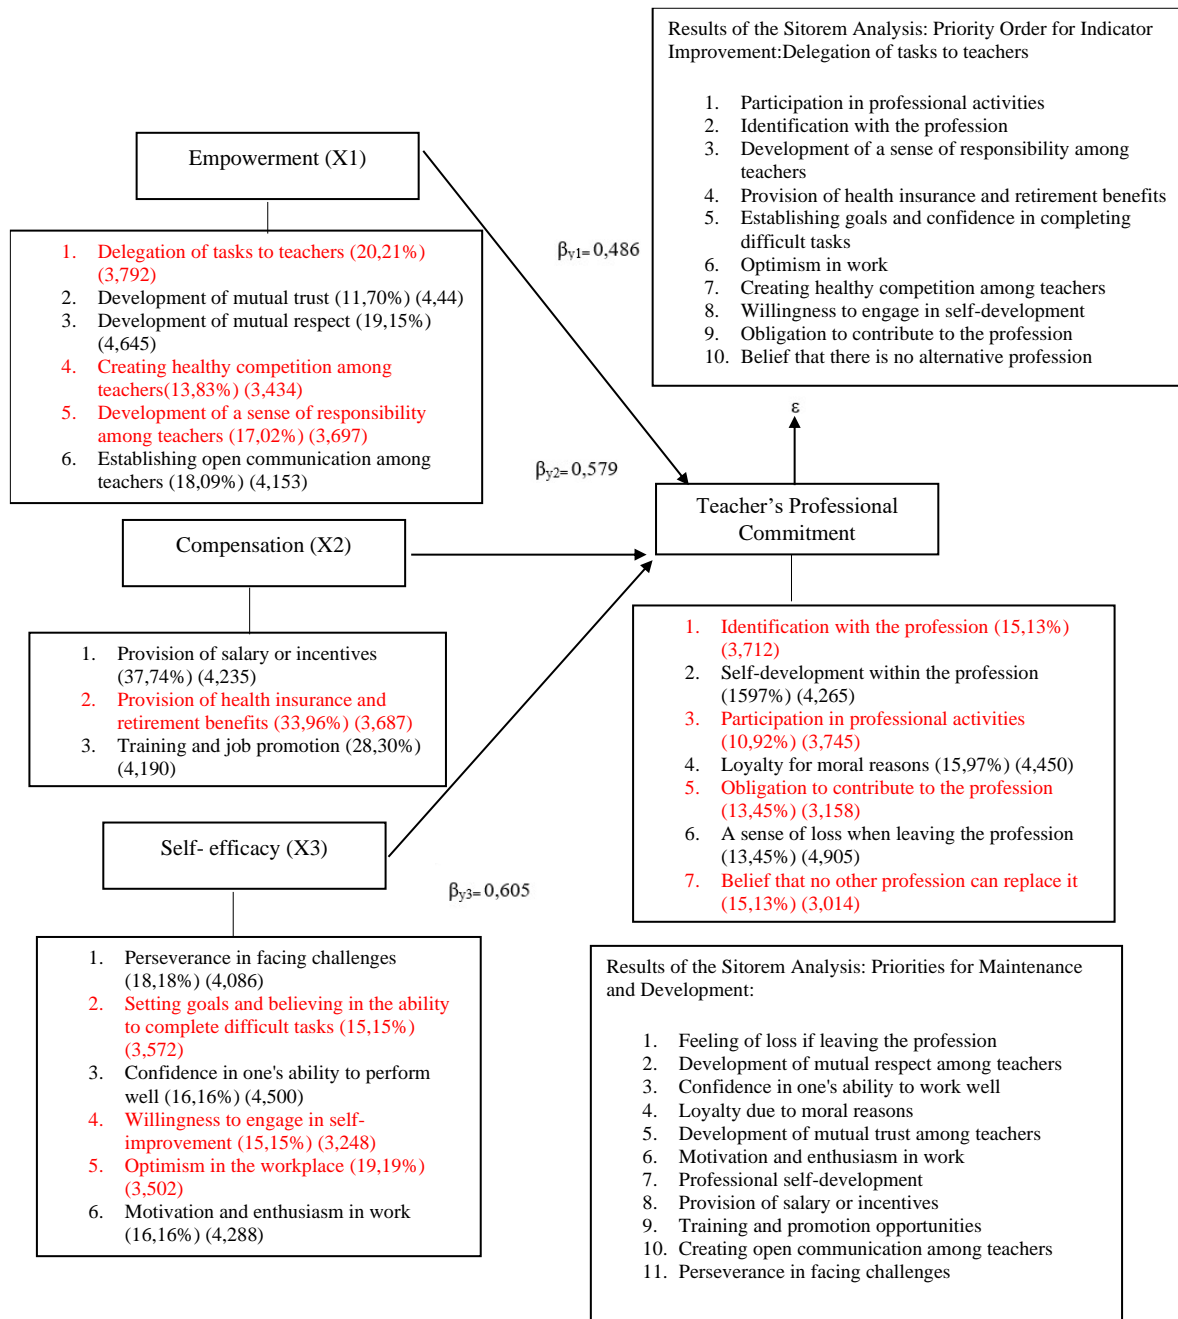 Results of the Sitorem Analysis: Priority Order for Indicator
Improvement:Delegation of tasks to teachers
1. Participation in professional activities
2. Identification with the profession
3. Development of a sense of responsibility among
teachers
4. Provision of health insurance and retirement benefits
5. Establishing goals and confidence in completing
difficult tasks
6. Optimism in work
7. Creating healthy competition among teachers
8. Willingness to engage in self-development
9. Obligation to contribute to the profession
10. Belief that there is no alternative profession
Empowerment (X1)
1. Delegation of tasks to teachers (20,21%)
(3,792)
2. Development of mutual trust (11,70%) (4,44)
3. Development of mutual respect (19,15%)
(4,645)
4. Creating healthy competition among
teachers(13,83%) (3,434)
5. Development of a sense of responsibility
among teachers (17,02%) (3,697)
6. Establishing open communication among
teachers (18,09%) (4,153)
βy1= 0,486
ε
βy2= 0,579
Teacher's Professional
Commitment
Compensation (X2)
1. Provision of salary or incentives
(37,74%) (4,235)
2. Provision of health insurance and
retirement benefits (33,96%) (3,687)
3. Training and job promotion (28,30%)
(4,190)
1. Identification with the profession (15,13%)
(3,712)
2. Self-development within the profession
(1597%) (4,265)
3. Participation in professional activities
(10,92%) (3,745)
4. Loyalty for moral reasons (15,97%) (4,450)
5. Obligation to contribute to the profession
(13,45%) (3,158)
6. A sense of loss when leaving the profession
(13,45%) (4,905)
7. Belief that no other profession can replace it
(15,13%) (3,014)
Self- efficacy (X3)
βy3= 0,605
1. Perseverance in facing challenges
(18,18%) (4,086)
2. Setting goals and believing in the ability
to complete difficult tasks (15,15%)
(3,572)
3. Confidence in one's ability to perform
well (16,16%) (4,500)
4. Willingness to engage in self-
improvement (15,15%) (3,248)
5. Optimism in the workplace (19,19%)
(3,502)
6. Motivation and enthusiasm in work
(16,16%) (4,288)
Results of the Sitorem Analysis: Priorities for Maintenance
and Development:
1. Feeling of loss if leaving the profession
2. Development of mutual respect among teachers
3. Confidence in one's ability to work well
4. Loyalty due to moral reasons
5. Development of mutual trust among teachers
6. Motivation and enthusiasm in work
7. Professional self-development
8. Provision of salary or incentives
9. Training and promotion opportunities
10. Creating open communication among teachers
11. Perseverance in facing challenges